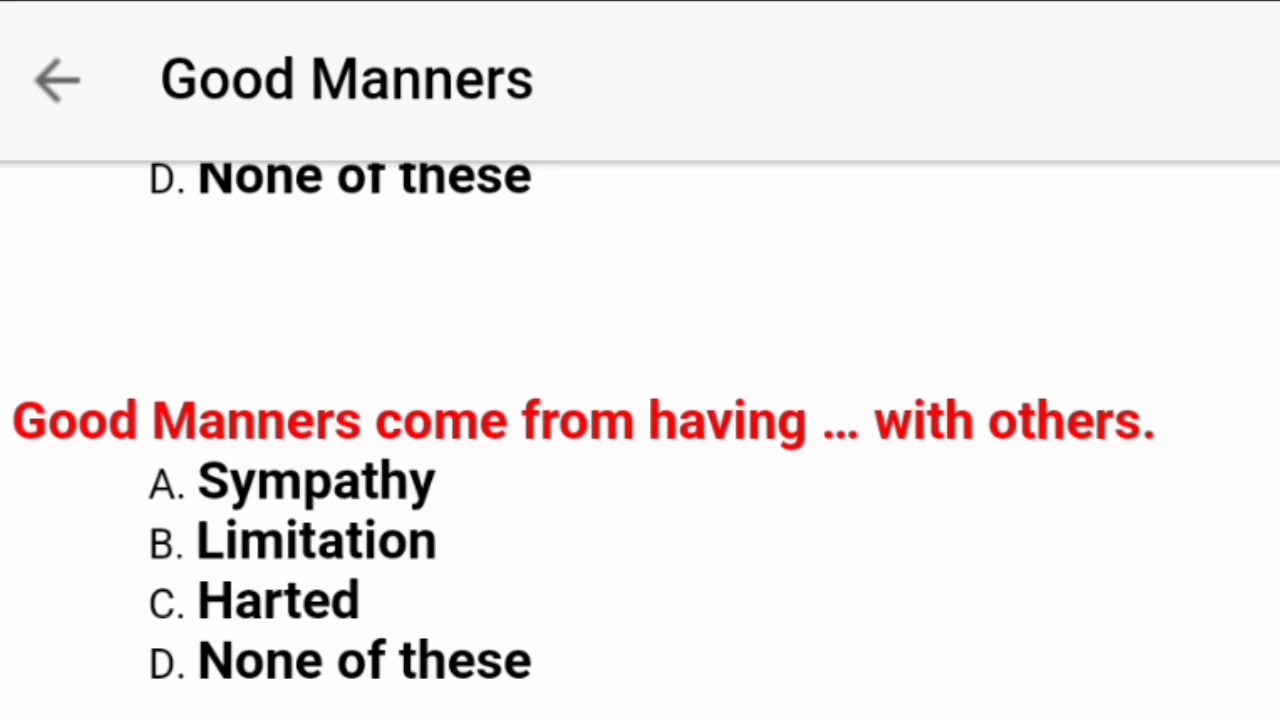 Good Manners
D. None of these
Good Manners come from having ... with others.
A. Sympathy
B. Limitation
C. Harted
D. None of these